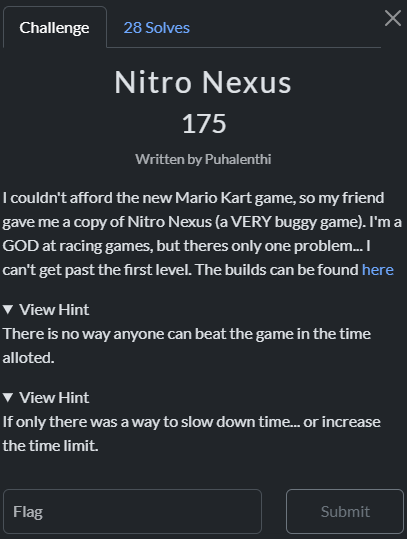 Challenge
28 Solves
Nitro Nexus
175
Written by Puhalenthi
I couldn't afford the new Mario Kart game, so my friend
gave me a copy of Nitro Nexus (a VERY buggy game). I'm a
GOD at racing games, but theres only one problem... I
can't get past the first level. The builds can be found here
View Hint
There is no way anyone can beat the game in the time
alloted.
View Hint
If only there was a way to slow down time... or increase
the time limit.
Flag
Submit